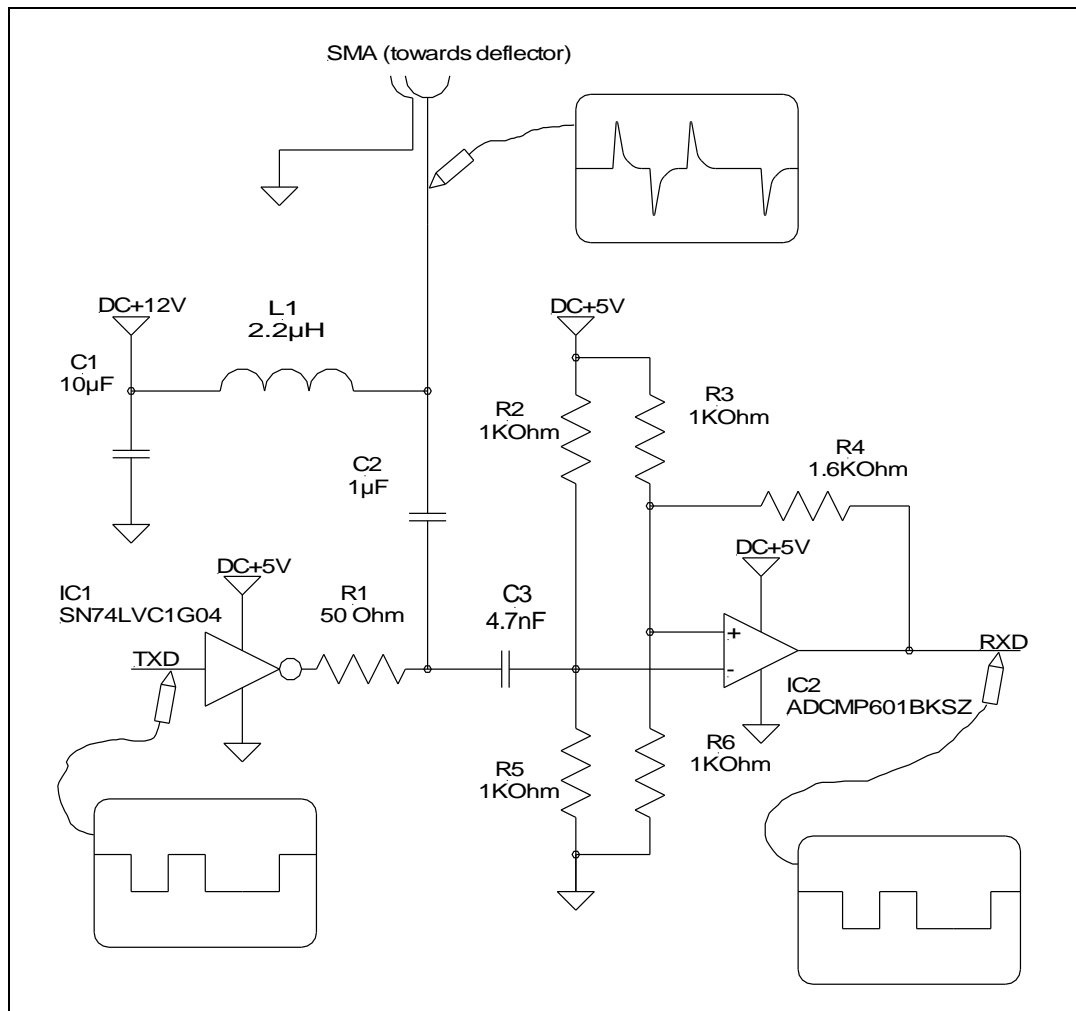 SMA (towards deflector)
DC+12V
L1
2.2µH
C1
10µF
DC+5V
R2
1KOhm
R3
1KOhm
R4
1.6KOhm
C2
1µF
DC+5V
DC+5V
IC1
SN74LVC1G04
R1
50 Ohm
C3
4.7nF
TXD
+
-
RXD
IC2
ADCMP601BKSZ
R5
1KOhm
R6
1KOhm